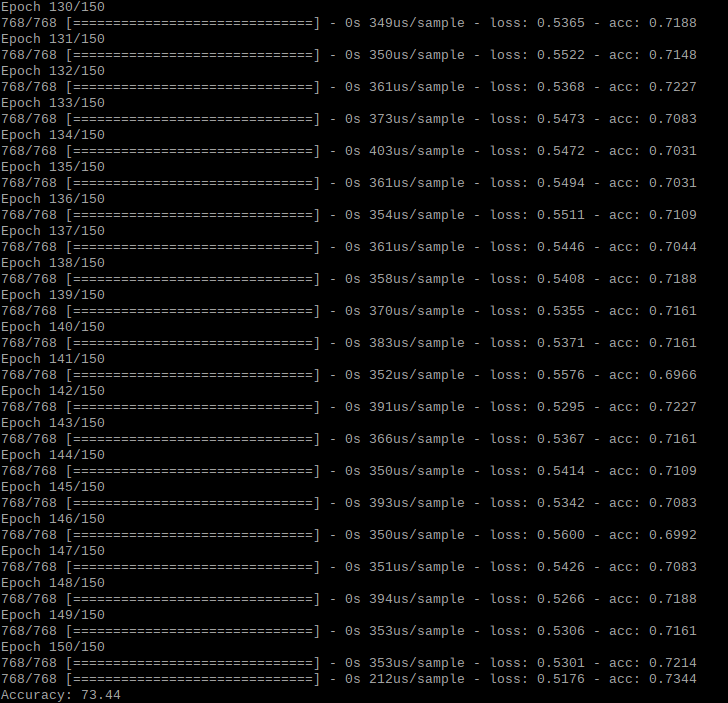 Epoch 130/150
768/768 [==============================] - 0s 349us/sample - loss: 0.5365 - acc: 0.7188
Epoch 131/150
768/768 [==============================] - 0s 350us/sample - loss: 0.5522 - acc: 0.7148
Epoch 132/150
768/768 [==============================] - 0s 361us/sample - loss: 0.5368 - acc: 0.7227
Epoch 133/150
768/768 [==============================] - 0s 373us/sample - loss: 0.5473 - acc: 0.7083
Epoch 134/150
768/768 [==============================] - 0s 403us/sample - loss: 0.5472 - acc: 0.7031
Epoch 135/150
768/768 [==============================] - 0s 361us/sample - loss: 0.5494 - acc: 0.7031
Epoch 136/150
768/768 [==============================] - 0s 354us/sample - loss: 0.5511 - acc: 0.7109
Epoch 137/150
768/768 [==============================] - 0s 361us/sample - loss: 0.5446 - acc: 0.7044
Epoch 138/150
768/768 [==============================] - 0s 358us/sample - loss: 0.5408 - acc: 0.7188
Epoch 139/150
768/768 [==============================] - 0s 370us/sample - loss: 0.5355 - acc: 0.7161
Epoch 140/150
768/768 [==============================] - 0s 383us/sample - loss: 0.5371 - acc: 0.7161
Epoch 141/150
768/768 [==============================] - 0s 352us/sample - loss: 0.5576 - acc: 0.6966
Epoch 142/150
768/768 [==============================] - 0s 391us/sample - loss: 0.5295 - acc: 0.7227
Epoch 143/150
768/768 [==============================] - 0s 366us/sample - loss: 0.5367 - acc: 0.7161
Epoch 144/150
768/768 [==============================] - 0s 350us/sample - loss: 0.5414 - acc: 0.7109
Epoch 145/150
768/768 [==============================] - 0s 393us/sample - loss: 0.5342 - acc: 0.7083
Epoch 146/150
768/768 [==============================] - 0s 350us/sample - loss: 0.5600 - acc: 0.6992
Epoch 147/150
768/768 [==============================] - 0s 351us/sample - loss: 0.5426 - acc: 0.7083
Epoch 148/150
768/768 [==============================] - 0s 394us/sample - loss: 0.5266 - acc: 0.7188
Epoch 149/150
768/768 [==============================] - 0s 353us/sample - loss: 0.5306 - acc: 0.7161
Epoch 150/150
768/768 [==============================] - 0s 353us/sample - loss: 0.5301 - acc: 0.7214
768/768 [==============================] - 0s 212us/sample - loss: 0.5176 - acc: 0.7344
Accuracy: 73.44